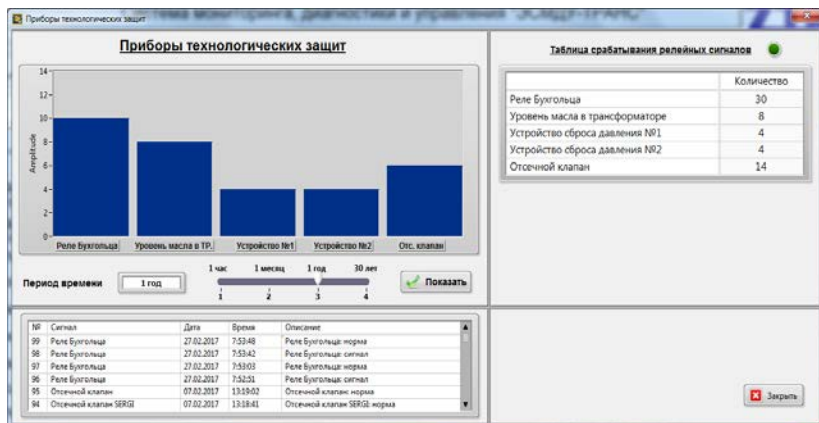 Система мониторинга, диагностики и управления
Приборы технологических защит
Приборы технологических защит
14
12
10
8
6
4
2
0
Amplitude
Реле Бухгольца
Уровень масла в ТР.
Устройство №1
Устройство №2
Отс. клапан
Период времени
1 год
1 час
1 месяц
1 год
30 лет
1
2
3
4
Показать
Таблица срабатывания релейных сигналов
Количество
Реле Бухгольца 30
Уровень масла в трансформаторе 8
Устройство сброса давления №1 4
Устройство сброса давления №2 4
Отсечной клапан 14
№ Сигнал Дата Время Описание
99 Реле Бухгольца 27.02.2017 7:53:48 Реле Бухгольца: норма
98 Реле Бухгольца 27.02.2017 7:53:42 Реле Бухгольца: сигнал
97 Реле Бухгольца 27.02.2017 7:53:03 Реле Бухгольца: норма
96 Реле Бухгольца 27.02.2017 7:52:51 Реле Бухгольца: сигнал
95 Отсечной клапан 07.02.2017 13:19:02 Отсечной клапан: норма
94 Отсечной клапан SERGI 07.02.2017 13:18:41 Отсечной клапан SERGI: норма
Закрыть